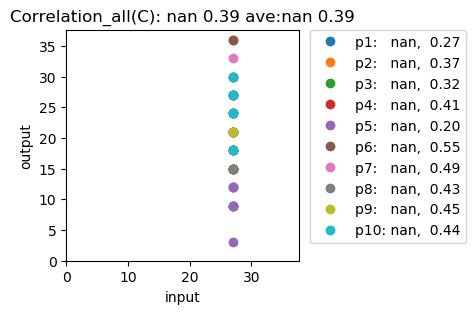 Correlation_all(C): nan 0.39 ave:nan 0.39
output
35
30
25
20
15
10
5
0
0 10 20 30
input
p1: nan, 0.27
p2: nan, 0.37
p3: nan, 0.32
p4: nan, 0.41
p5: nan, 0.20
p6: nan, 0.55
p7: nan, 0.49
p8: nan, 0.43
p9: nan, 0.45
p10: nan, 0.44